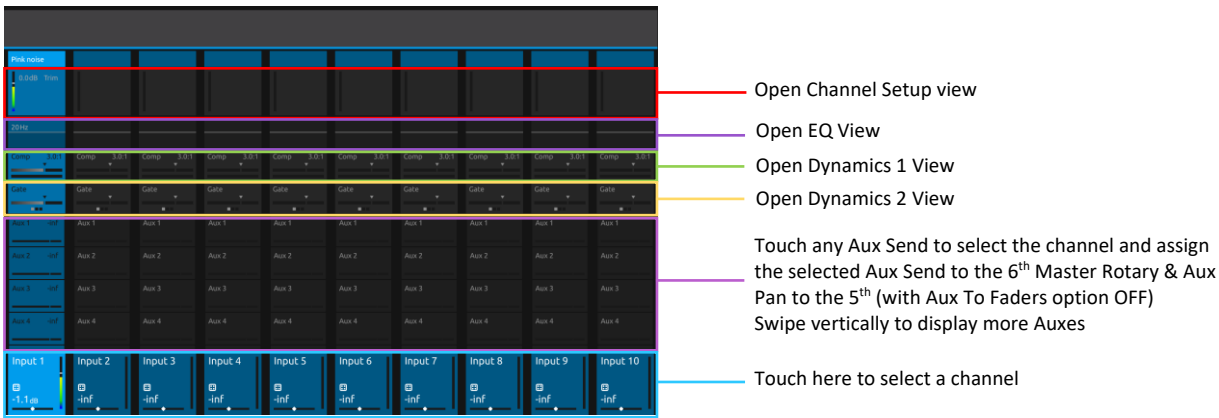 Pink noise
0.0dB Trim
Open Channel Setup view
20 Hz
Open EQ View
Comp 3.0:1 Comp 3.0:1 Comp 3.0:1 Comp 3.0:1 Comp 3.0:1 Comp 3.0:1 Comp 3.0:1 Comp 3.0:1 Comp 3.0:1 Comp 3.0:1
Open Dynamics 1 View
Gate Gate Gate Gate Gate Gate Gate Gate Gate Gate
Open Dynamics 2 View
Aux 1 -inf Aux 1 Aux 1 Aux 1 Aux 1 Aux 1 Aux 1 Aux 1 Aux 1 Aux 1
Aux 2 -inf Aux 2 Aux 2 Aux 2 Aux 2 Aux 2 Aux 2 Aux 2 Aux 2 Aux 2
Aux 3 -inf Aux 3 Aux 3 Aux 3 Aux 3 Aux 3 Aux 3 Aux 3 Aux 3 Aux 3
Aux 4 -inf Aux 4 Aux 4 Aux 4 Aux 4 Aux 4 Aux 4 Aux 4 Aux 4 Aux 4
Touch any Aux Send to select the channel and assign
the selected Aux Send to the 6th Master Rotary & Aux
Pan to the 5th (with Aux To Faders option OFF)
Swipe vertically to display more Auxes
Input 1 Input 2 Input 3 Input 4 Input 5 Input 6 Input 7 Input 8 Input 9 Input 10
-1.1dB -inf -inf -inf -inf -inf -inf -inf -inf -inf
Touch here to select a channel